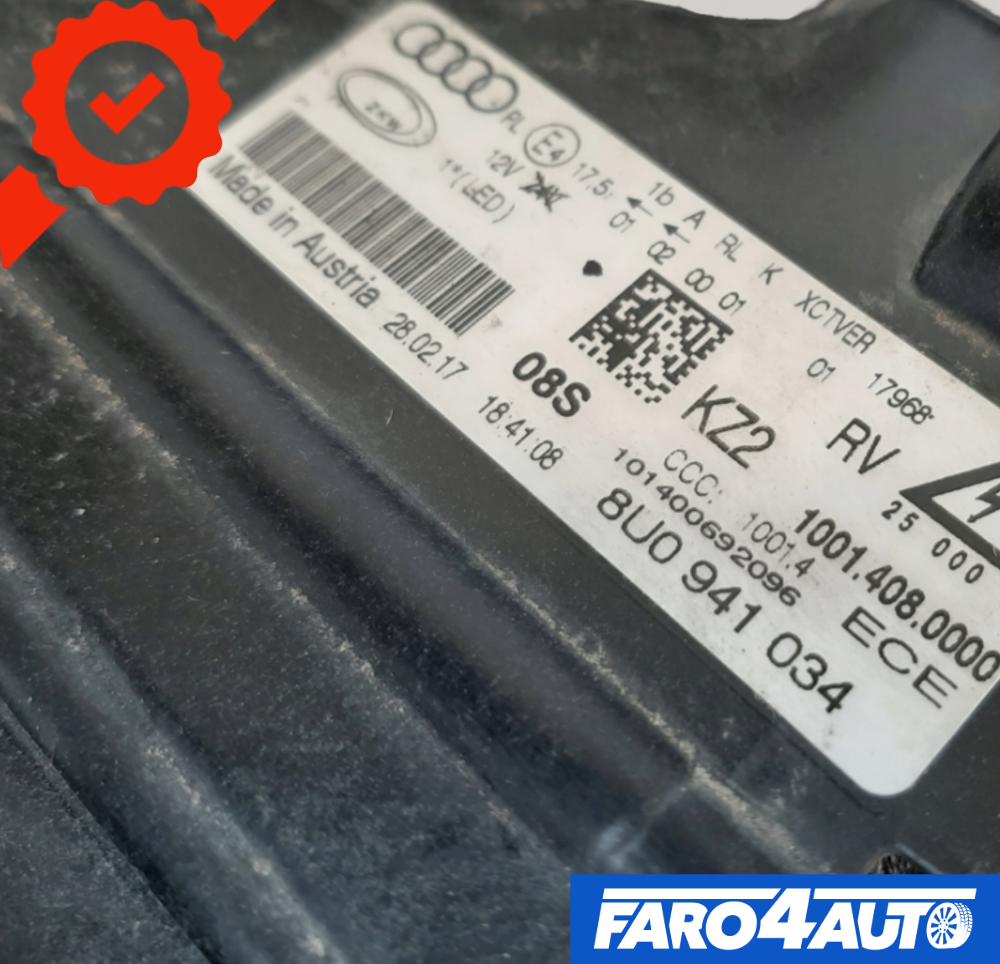 ZKW
RL E4 17.5 1b A RL K XCTVER 17968
12V 01 02 00 01 01
1*(LED)
Made in Austria 28.02.17 18:41:08
08S
KZ2 RV
25 000
CCC: 1001.4 1001.408.0000
101400692096 ECE
8U0 941 034
FARO4AUTO